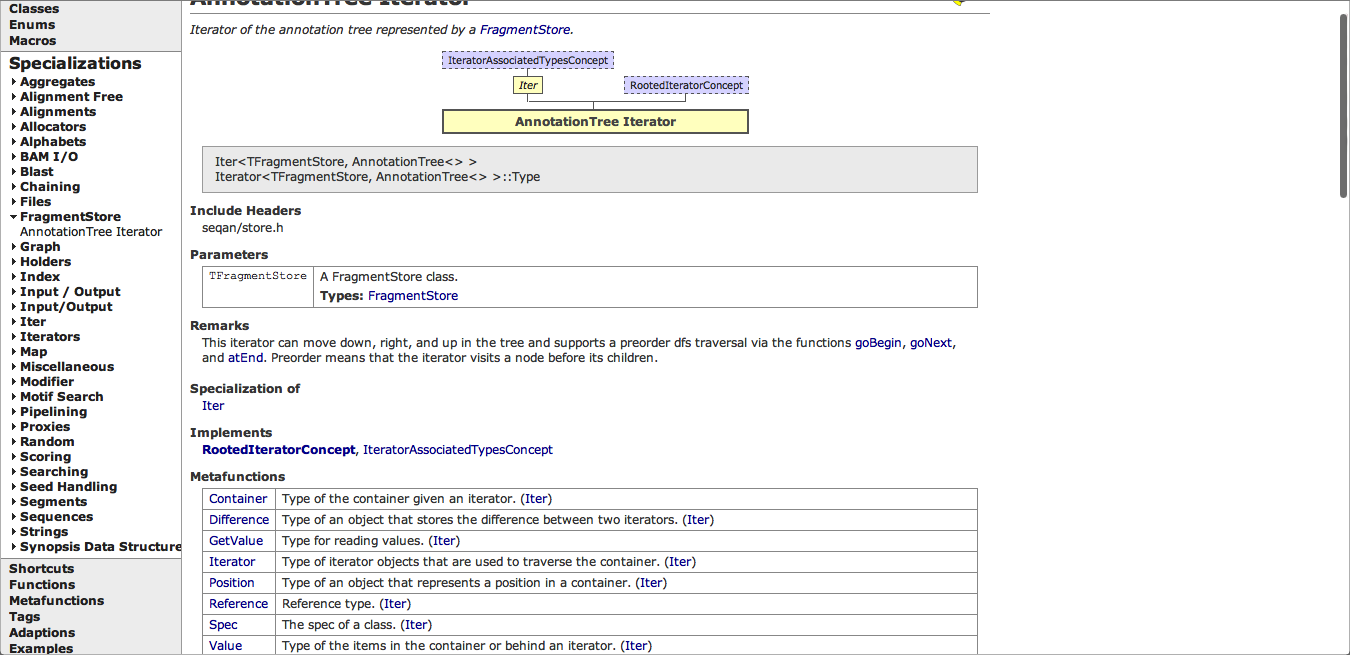 Classes
Enums
Macros
Specializations
Aggregates
Alignment Free
Alignments
Allocators
Alphabets
BAM I/O
Blast
Chaining
Files
FragmentStore
AnnotationTree Iterator
Graph
Holders
Index
Input / Output
Input/Output
Iter
Iterators
Map
Miscellaneous
Modifier
Motif Search
Pipelining
Proxies
Random
Scoring
Searching
Seed Handling
Segments
Sequences
Strings
Synopsis Data Structure
Shortcuts
Functions
Metafunctions
Tags
Adaptions
Examples
AnnotationTree Iterator
Iterator of the annotation tree represented by a FragmentStore.
IteratorAssociatedTypesConcept
Iter RootedIteratorConcept
AnnotationTree Iterator
Iter<TFragmentStore, AnnotationTree<> >
Iterator<TFragmentStore, AnnotationTree<> >::Type
Include Headers
seqan/store.h
Parameters
TFragmentStore A FragmentStore class.
Types: FragmentStore
Remarks
This iterator can move down, right, and up in the tree and supports a preorder dfs traversal via the functions goBegin, goNext,
and atEnd. Preorder means that the iterator visits a node before its children.
Specialization of
Iter
Implements
RootedIteratorConcept, IteratorAssociatedTypesConcept
Metafunctions
Container Type of the container given an iterator. (Iter)
Difference Type of an object that stores the difference between two iterators. (Iter)
GetValue Type for reading values. (Iter)
Iterator Type of iterator objects that are used to traverse the container. (Iter)
Position Type of an object that represents a position in a container. (Iter)
Reference Reference type. (Iter)
Spec The spec of a class. (Iter)
Value Type of the items in the container or behind an iterator. (Iter)